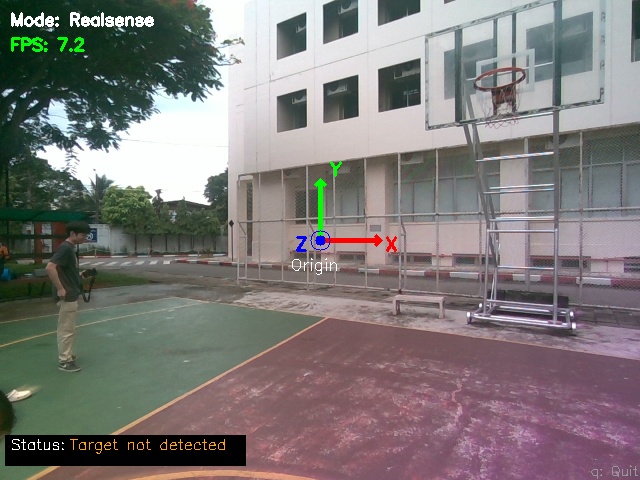 Mode: Realsense
FPS: 7.2
Y
Z
X
Origin
Status: Target not detected
q: Quit